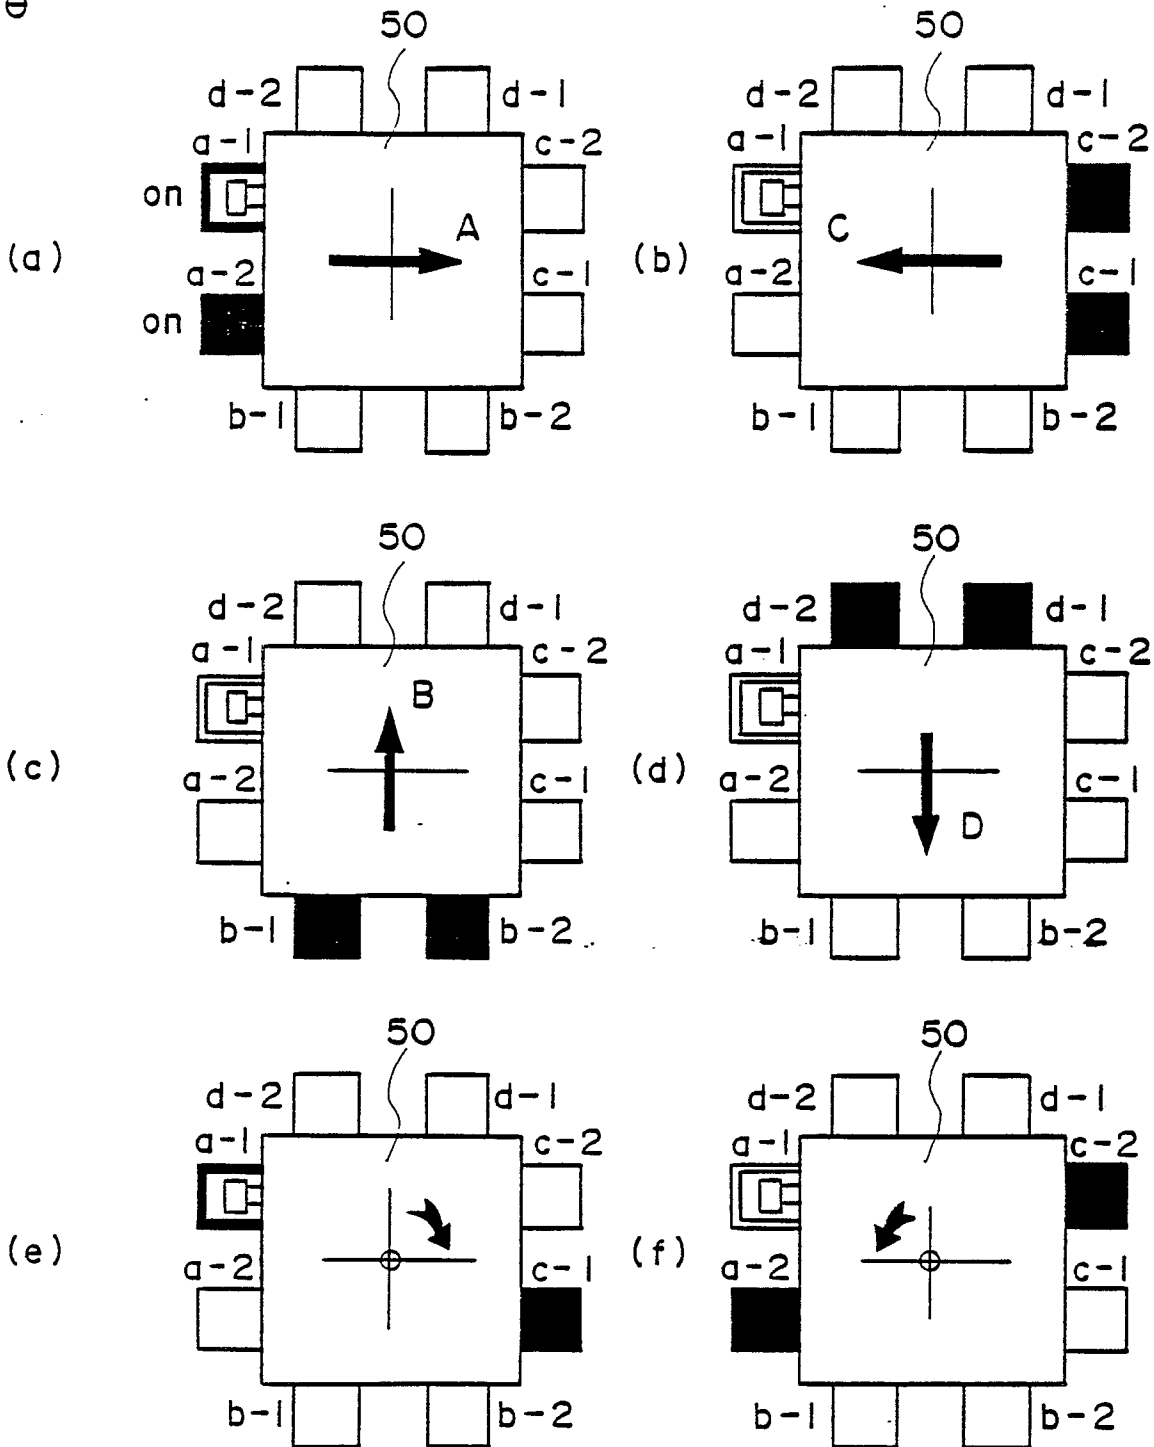 50 50
d-2 d-1 d-2 d-1
a-1 c-2 a-1 c-2
on A C
(a) a-2 c-1 (b) a-2 c-1
on
b-1 b-2 b-1 b-2
50 50
d-2 d-1 d-2 d-1
a-1 c-2 a-1 c-2
B
(c) a-2 c-1 (d) a-2 c-1
D
b-1 b-2 b-1 b-2
50 50
d-2 d-1 d-2 d-1
a-1 c-2 a-1 c-2
(e) a-2 c-1 (f) a-2 c-1
b-1 b-2 b-1 b-2